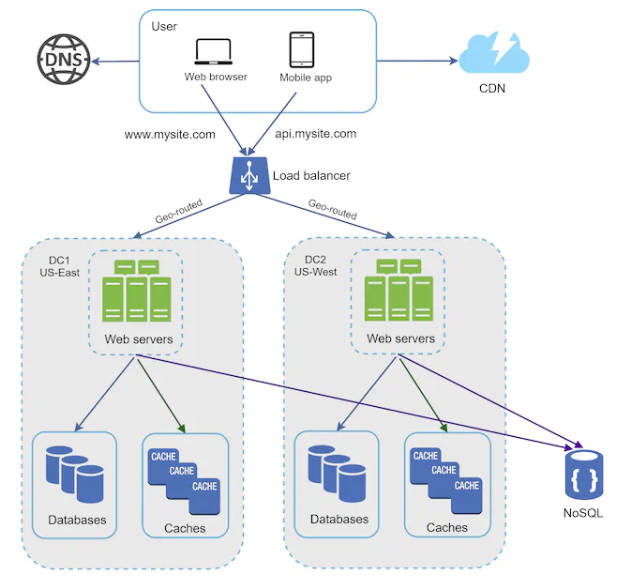 User
DNS
Web browser
Mobile app
CDN
www.mysite.com
api.mysite.com
Load balancer
Geo-routed
Geo-routed
DC1
US-East
Web servers
DC2
US-West
Web servers
CACHE
CACHE
CACHE
Databases
Caches
CACHE
CACHE
CACHE
Databases
Caches
{ }
NoSQL